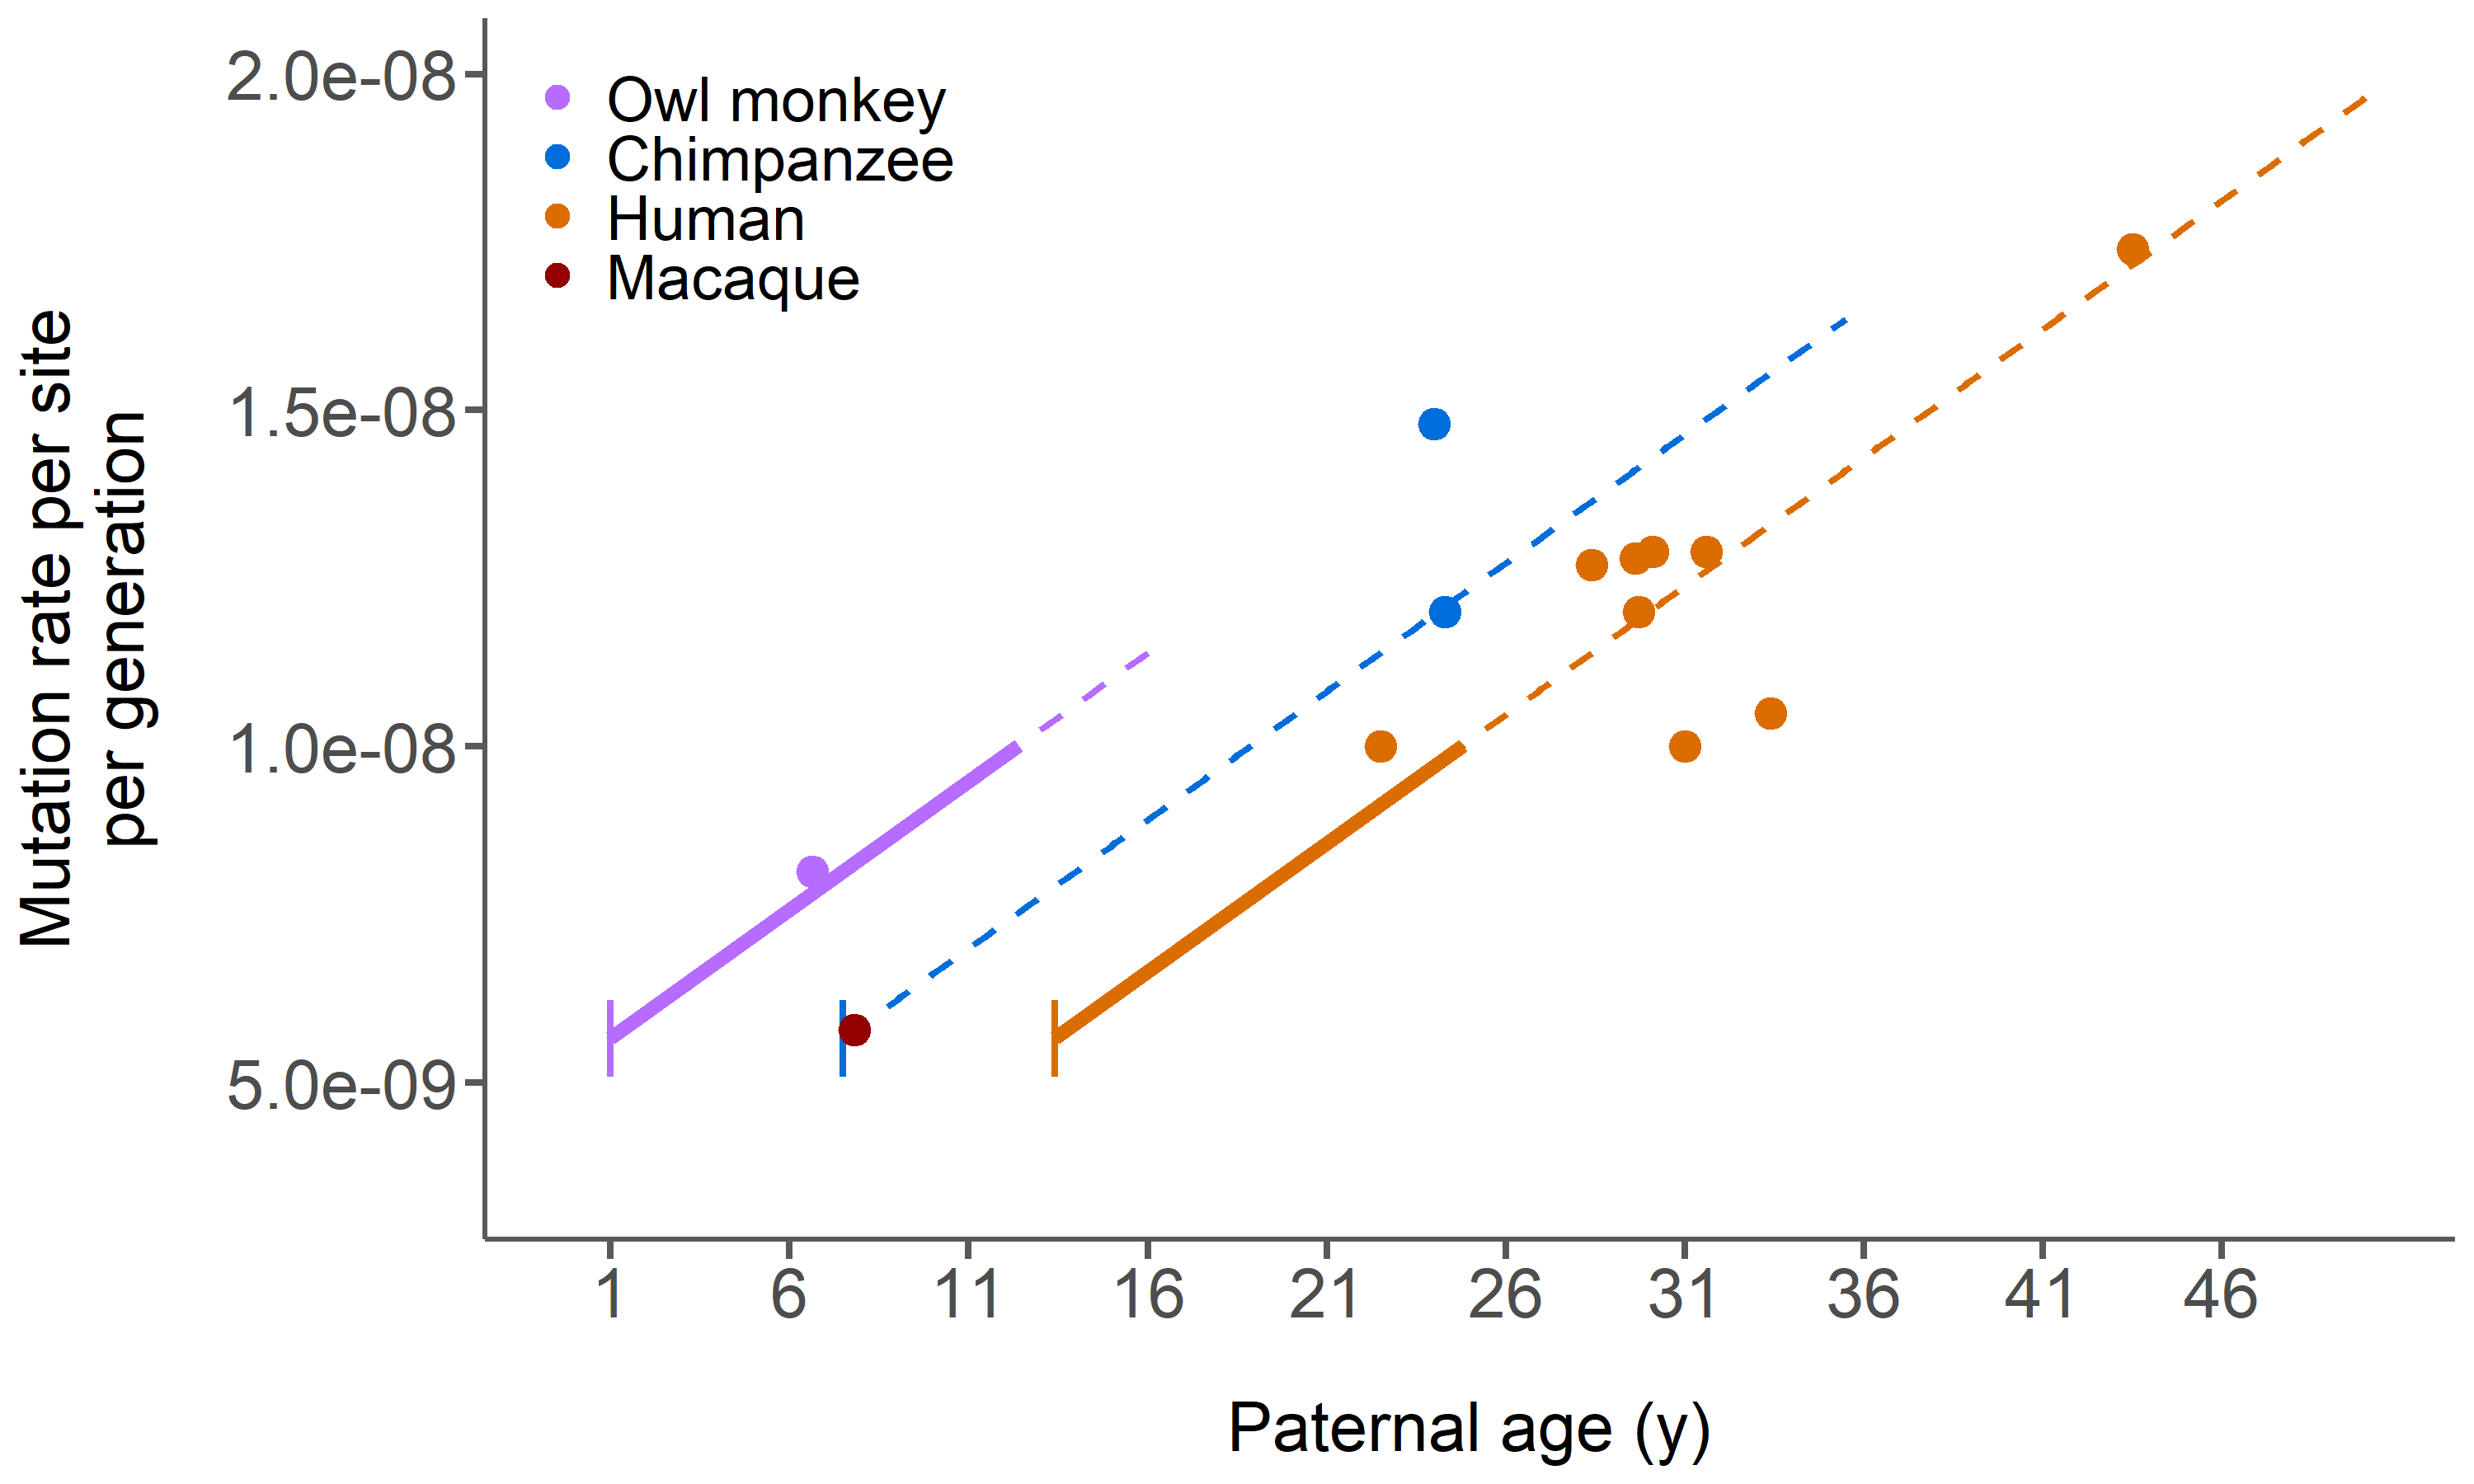 Mutation rate per site
per generation
2.0e-08
1.5e-08
1.0e-08
5.0e-09
Owl monkey
Chimpanzee
Human
Macaque
1 6 11 16 21 26 31 36 41 46
Paternal age (y)